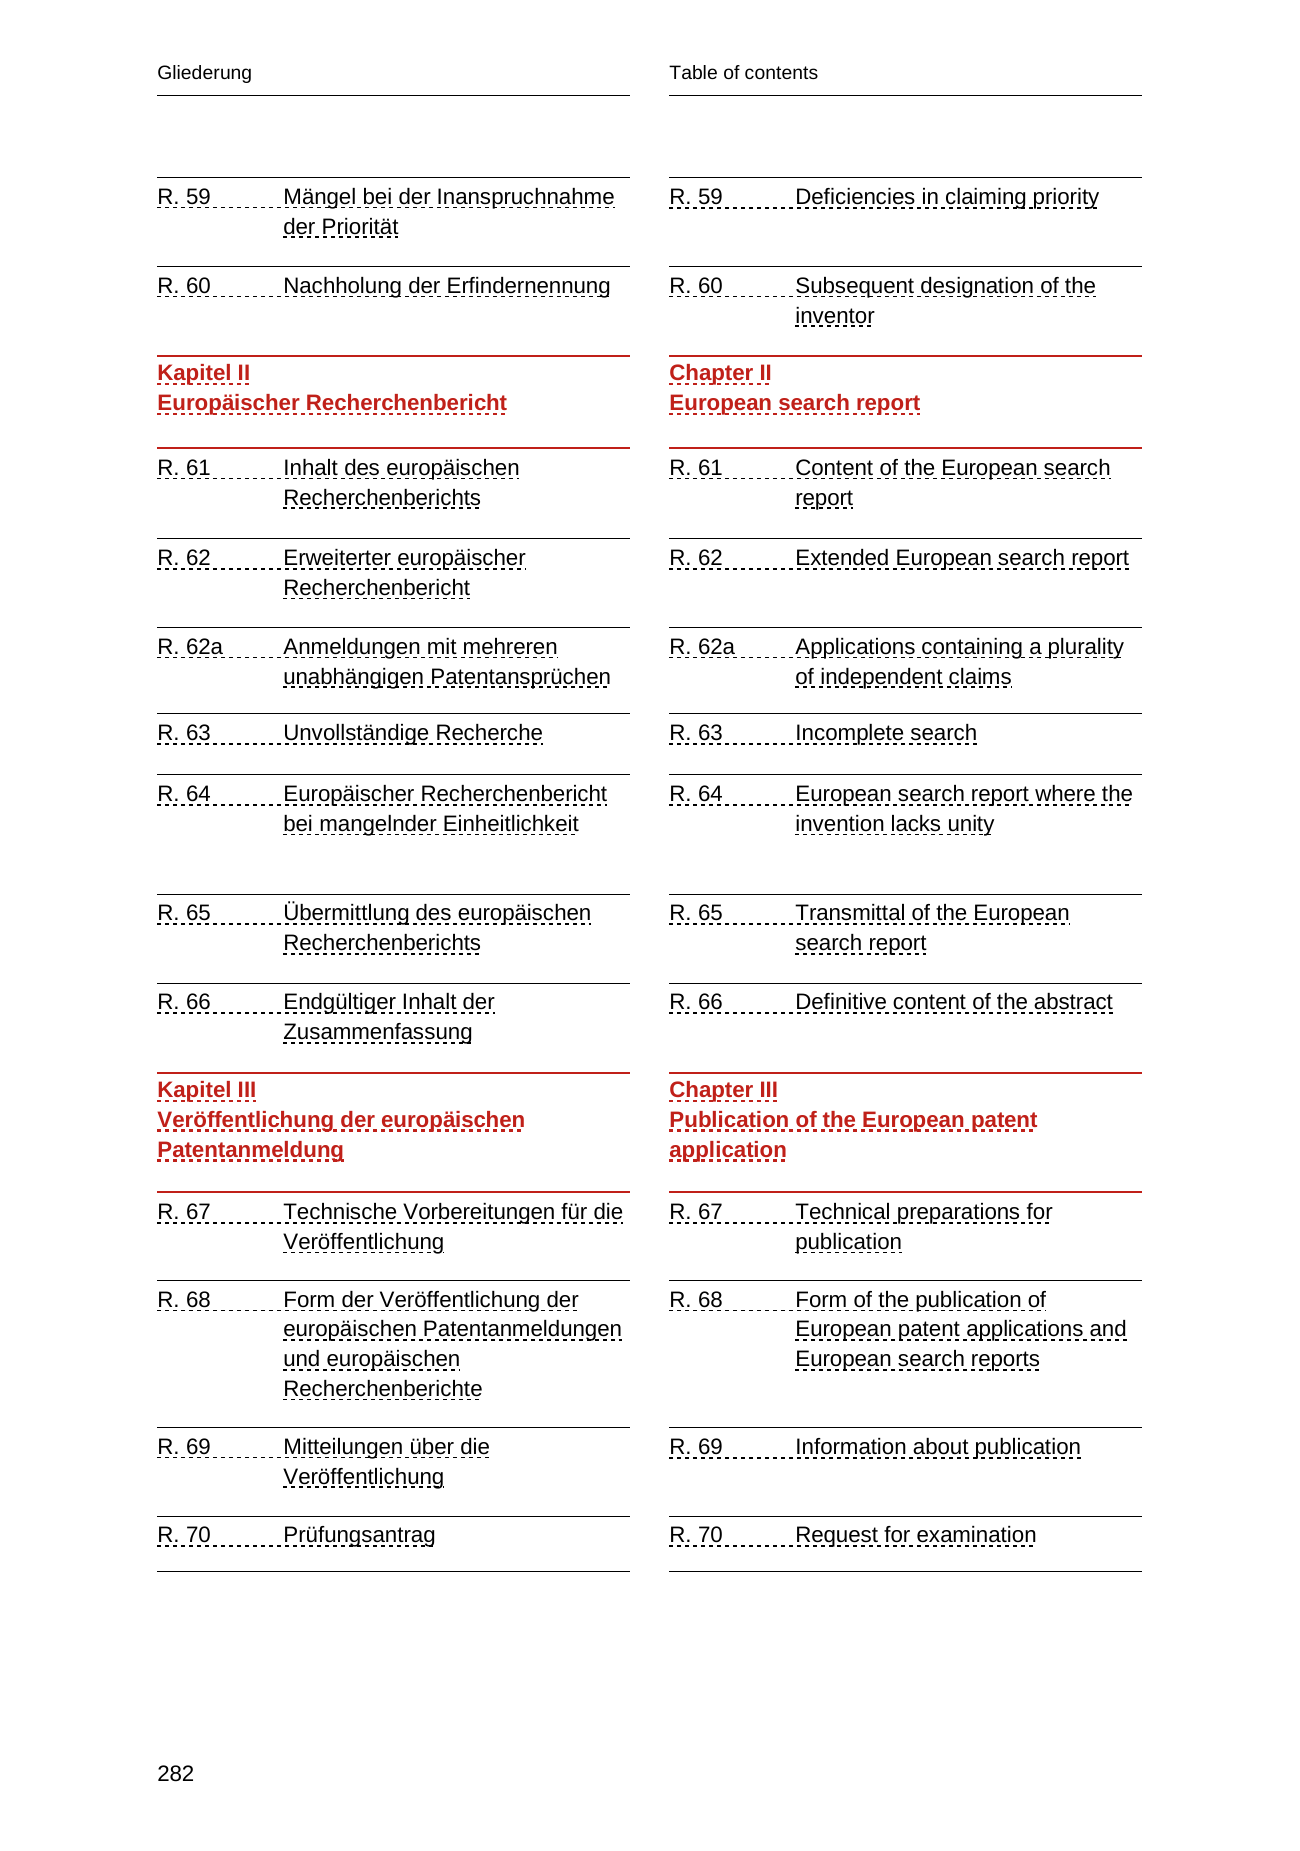 Gliederung
R. 59 Mängel bei der Inanspruchnahme
der Priorität
R. 60 Nachholung der Erfindernennung
Kapitel II
Europäischer Recherchenbericht
R. 61 Inhalt des europäischen
Recherchenberichts
R. 62 Erweiterter europäischer
Recherchenbericht
R. 62a Anmeldungen mit mehreren
unabhängigen Patentansprüchen
R. 63 Unvollständige Recherche
R. 64 Europäischer Recherchenbericht
bei mangelnder Einheitlichkeit
R. 65 Übermittlung des europäischen
Recherchenberichts
R. 66 Endgültiger Inhalt der
Zusammenfassung
Kapitel III
Veröffentlichung der europäischen
Patentanmeldung
R. 67 Technische Vorbereitungen für die
Veröffentlichung
R. 68 Form der Veröffentlichung der
europäischen Patentanmeldungen
und europäischen
Recherchenberichte
R. 69 Mitteilungen über die
Veröffentlichung
R. 70 Prüfungsantrag
Table of contents
R. 59 Deficiencies in claiming priority
R. 60 Subsequent designation of the
inventor
Chapter II
European search report
R. 61 Content of the European search
report
R. 62 Extended European search report
R. 62a Applications containing a plurality
of independent claims
R. 63 Incomplete search
R. 64 European search report where the
invention lacks unity
R. 65 Transmittal of the European
search report
R. 66 Definitive content of the abstract
Chapter III
Publication of the European patent
application
R. 67 Technical preparations for
publication
R. 68 Form of the publication of
European patent applications and
European search reports
R. 69 Information about publication
R. 70 Request for examination
282